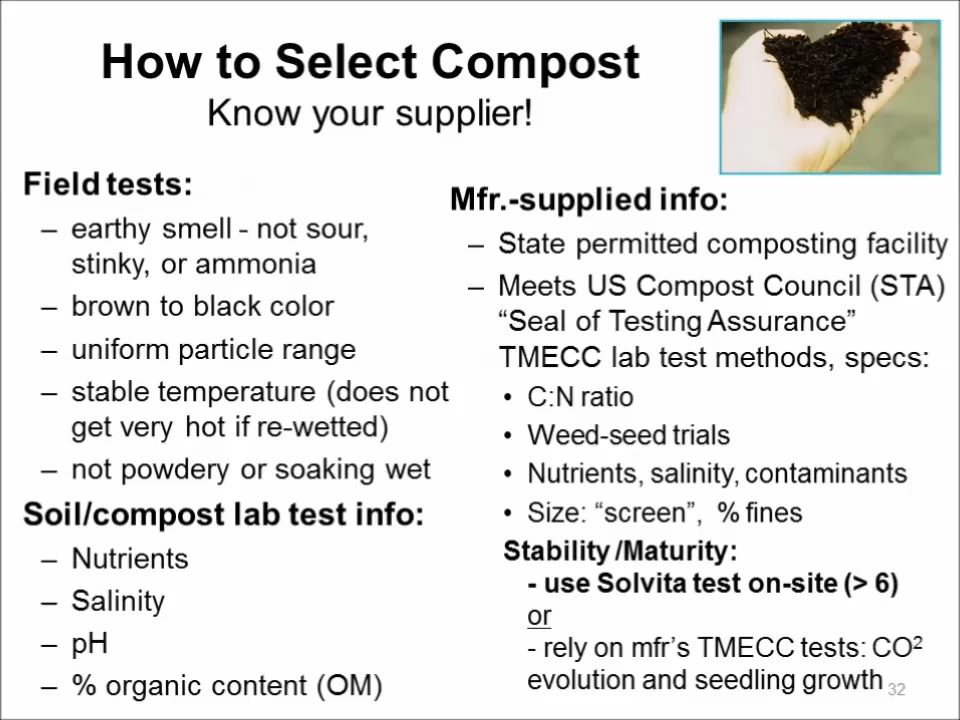 How to Select Compost
Know your supplier!
Field tests:
– earthy smell - not sour,
stinky, or ammonia
– brown to black color
– uniform particle range
– stable temperature (does not
get very hot if re-wetted)
– not powdery or soaking wet
Soil/compost lab test info:
– Nutrients
– Salinity
– pH
– % organic content (OM)
Mfr.-supplied info:
– State permitted composting facility
– Meets US Compost Council (STA)
“Seal of Testing Assurance”
TMECC lab test methods, specs:
• C:N ratio
• Weed-seed trials
• Nutrients, salinity, contaminants
• Size: “screen”, % fines
Stability /Maturity:
- use Solvita test on-site (> 6)
or
- rely on mfr’s TMECC tests: CO²
evolution and seedling growth
32